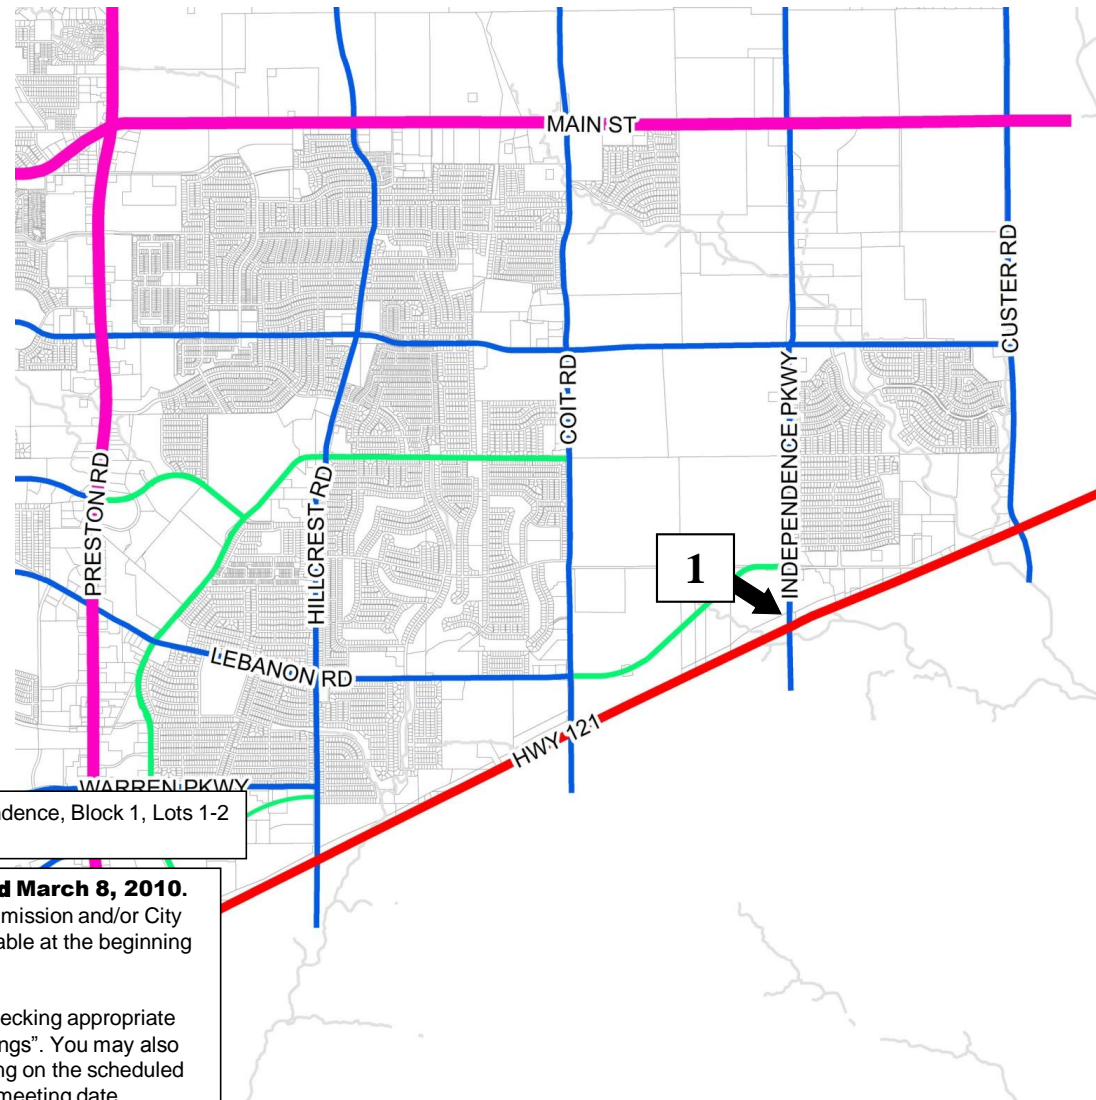 MAIN ST
CUSTER RD
INDEPENDENCE PKWY
COIT RD
PRESTON RD
HILLCREST RD
1
LEBANON RD
HWY 121
WARREN PKWY
dence, Block 1, Lots 1-2
d March 8, 2010.
mission and/or City
able at the beginning
ecking appropriate
ngs”. You may also
ng on the scheduled
meeting date